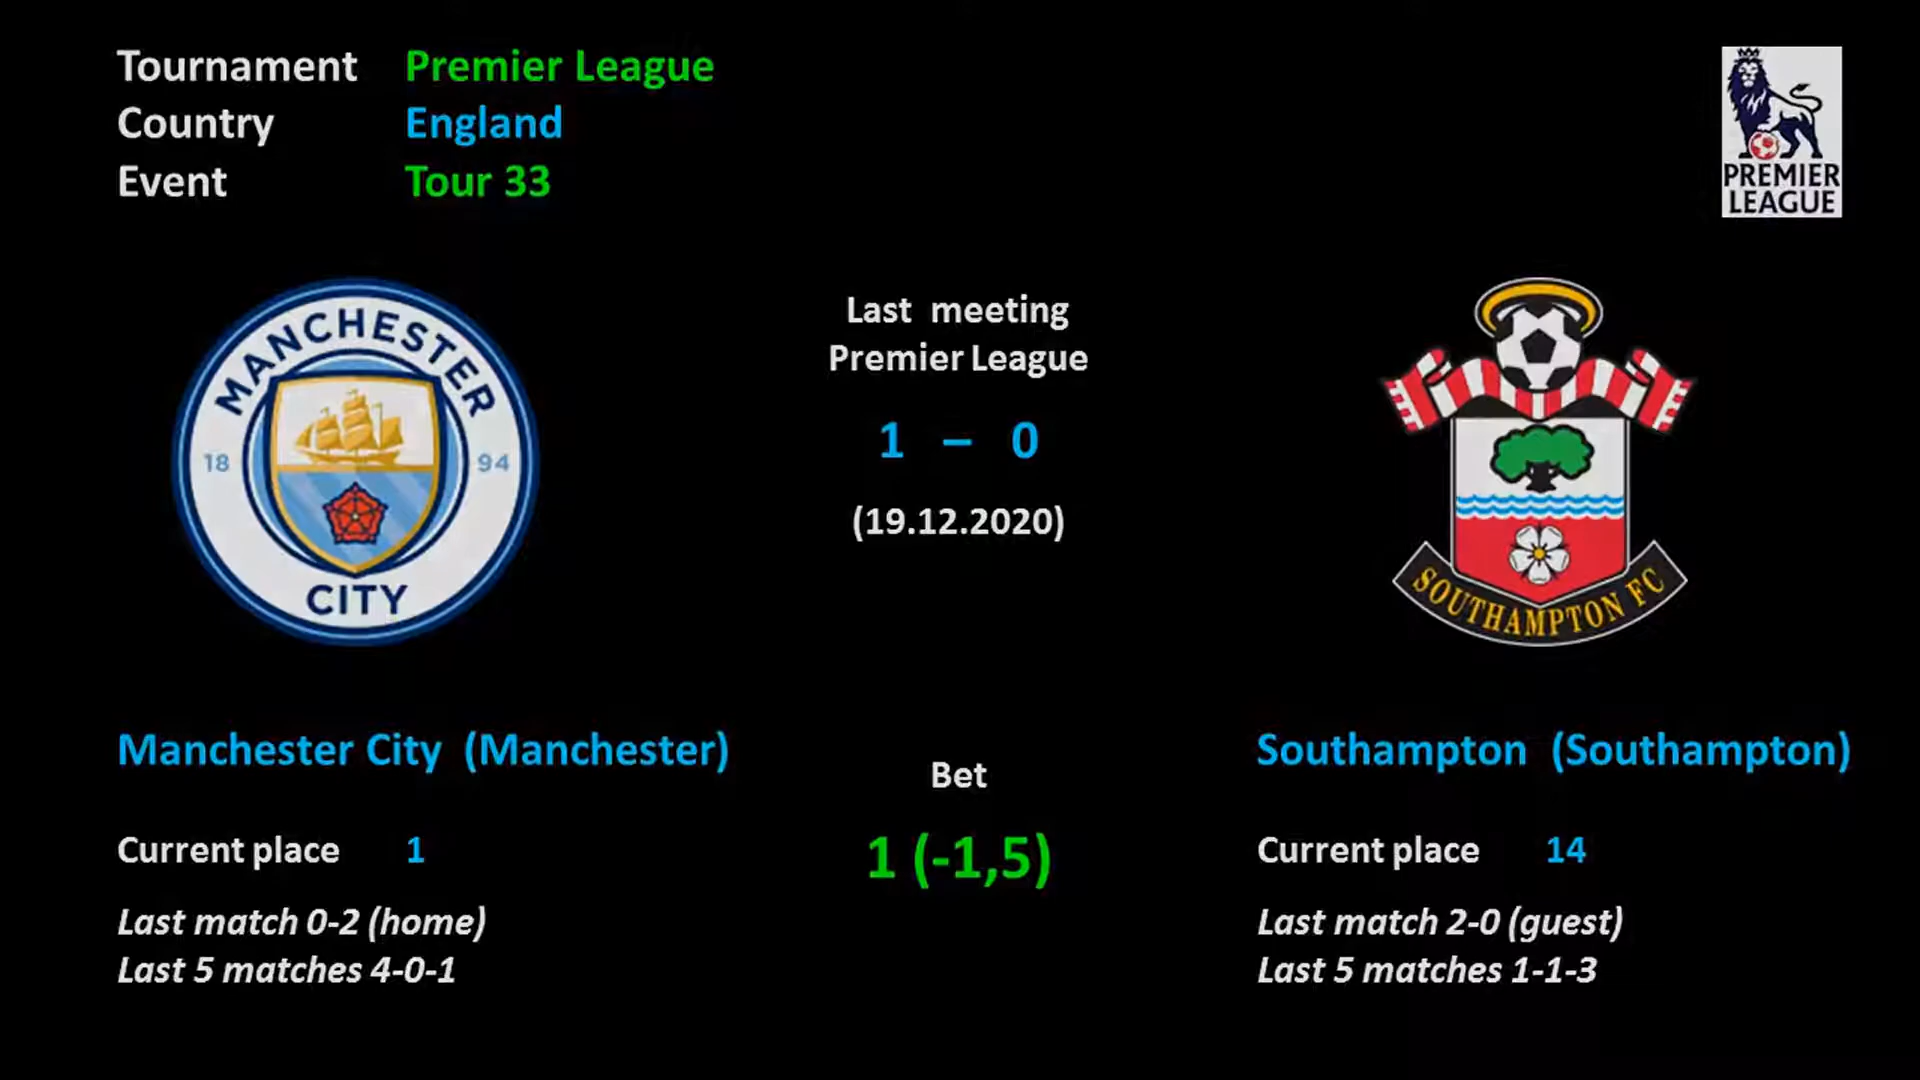 Tournament Premier League
Country England
Event Tour 33
PREMIER
LEAGUE
MANCHESTER
18 94
CITY
Last meeting
Premier League
1 – 0
(19.12.2020)
SOUTHAMPTON FC
Manchester City (Manchester)
Current place 1
Last match 0-2 (home)
Last 5 matches 4-0-1
Bet
1 (-1,5)
Southampton (Southampton)
Current place 14
Last match 2-0 (guest)
Last 5 matches 1-1-3